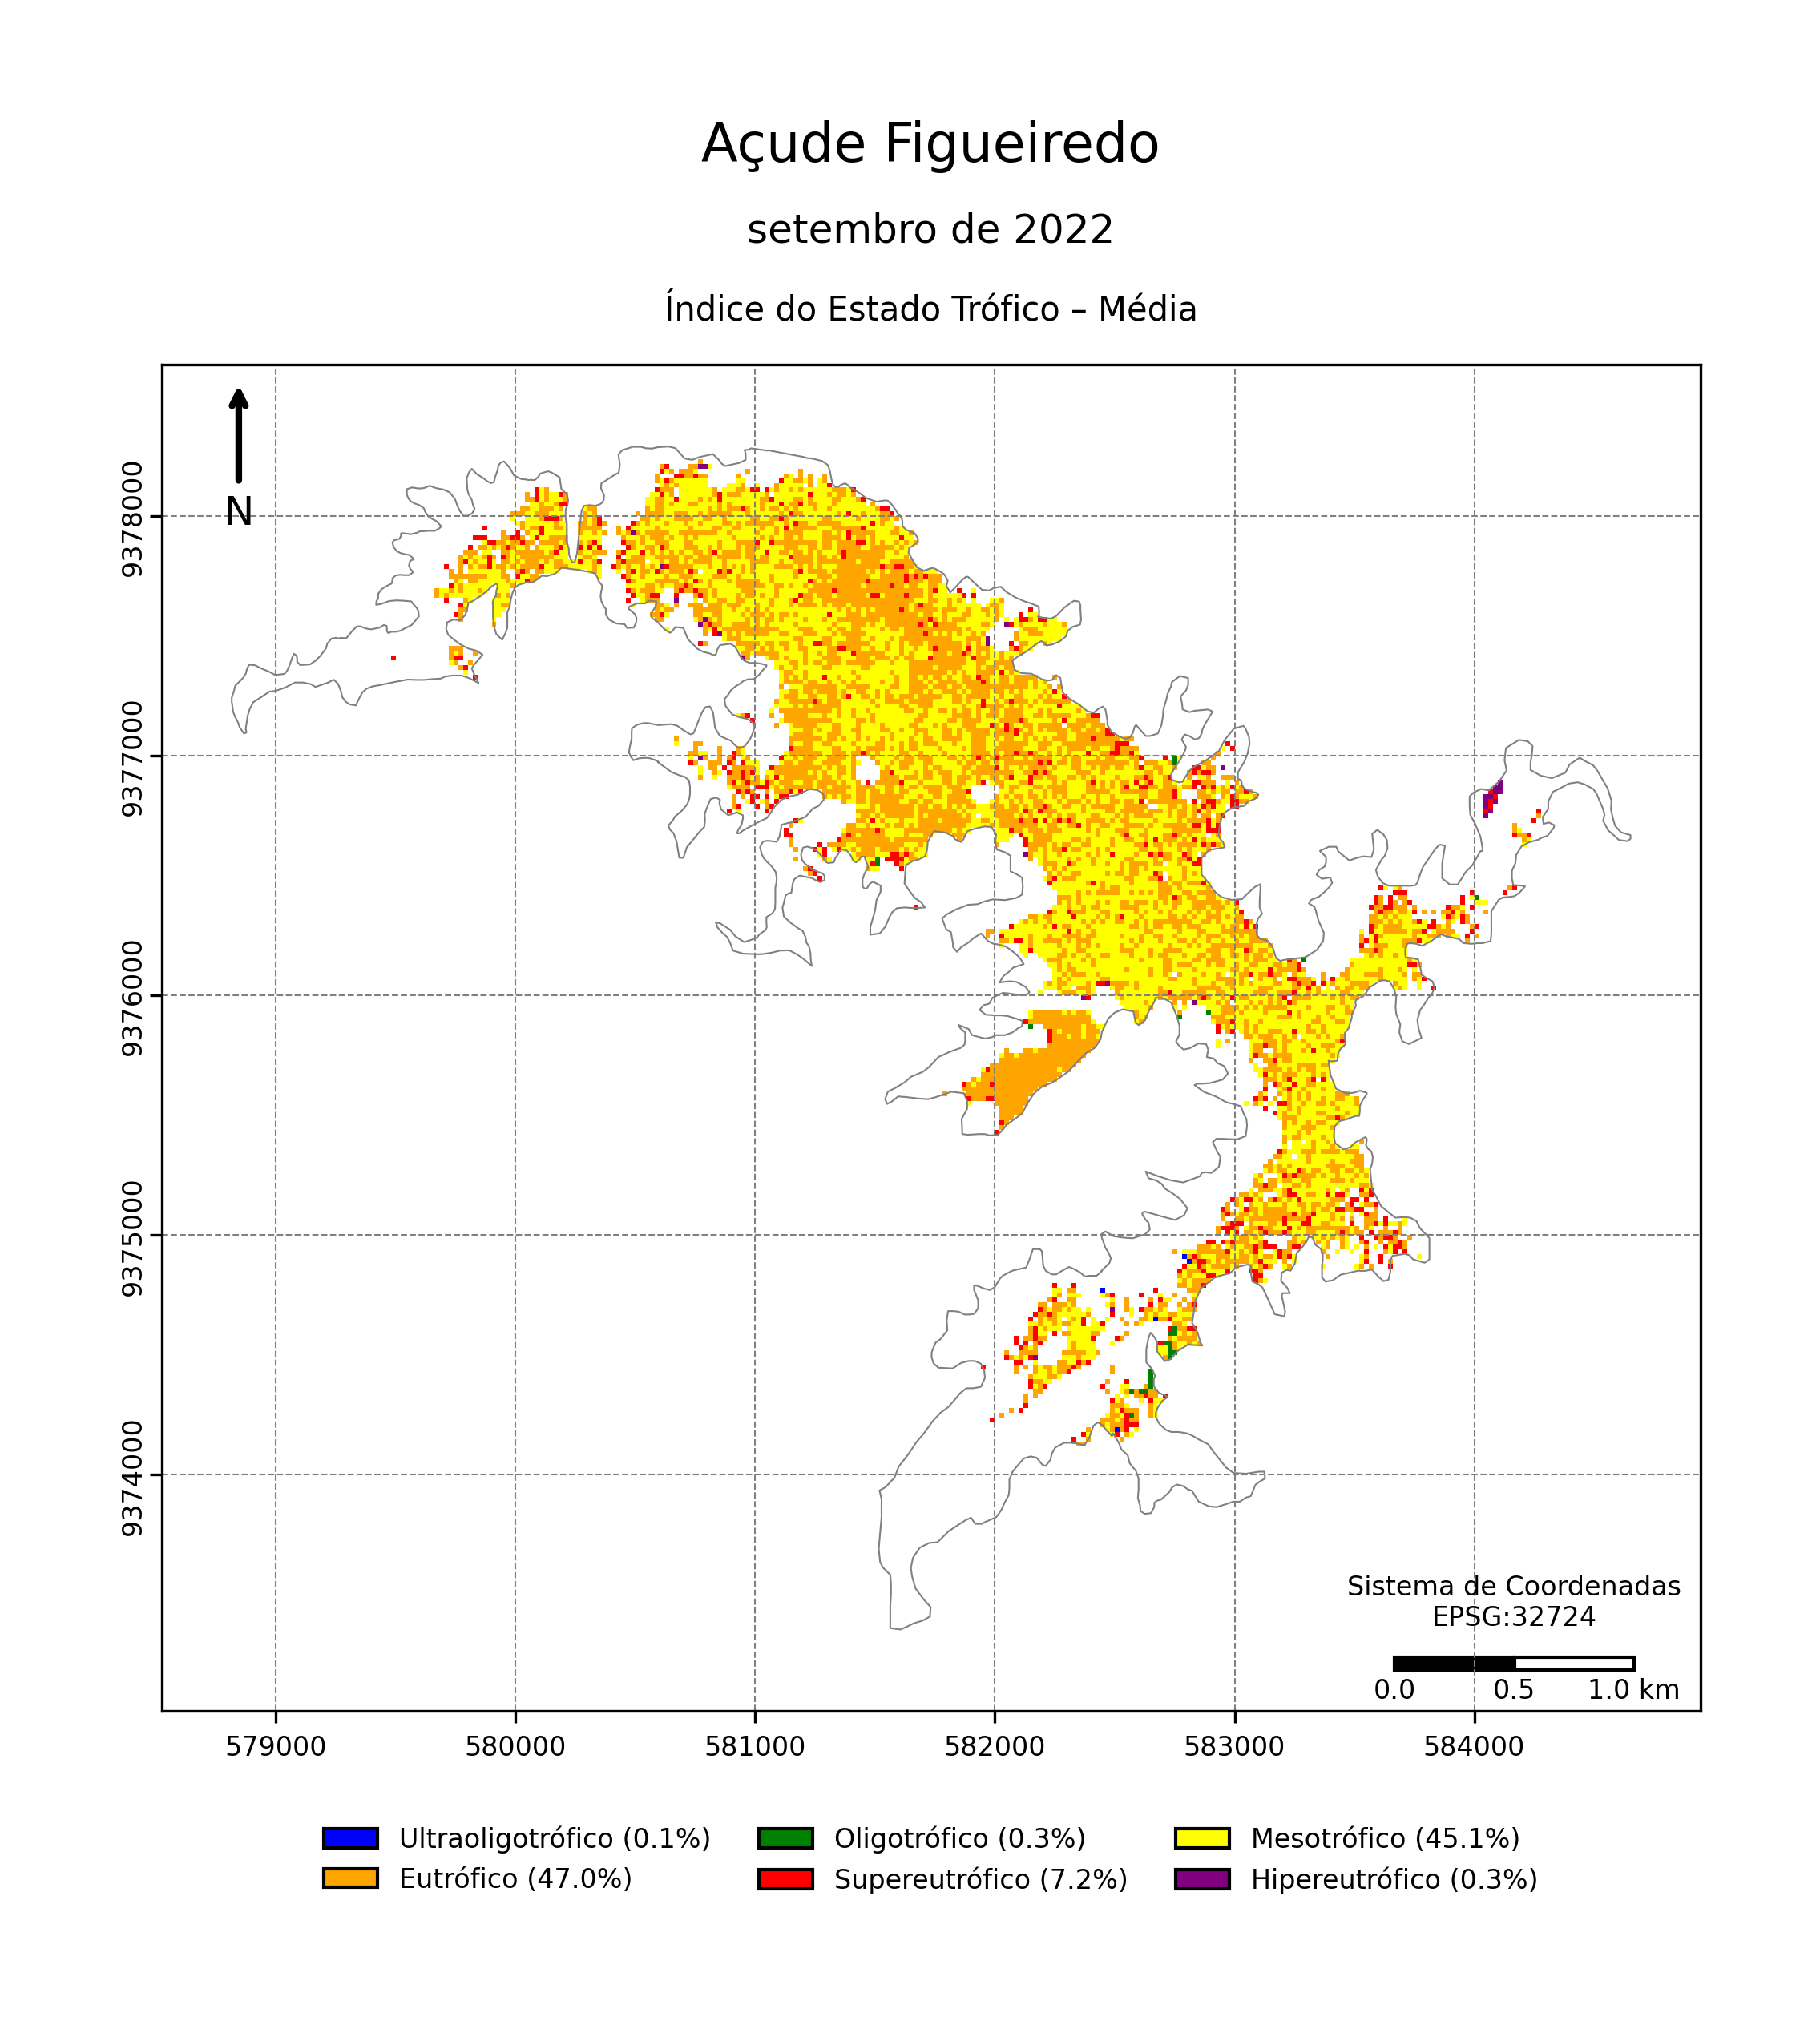 Açude Figueiredo
setembro de 2022
Índice do Estado Trófico – Média
N
9378000
9377000
9376000
9375000
9374000
Sistema de Coordenadas
EPSG:32724
0.0 0.5 1.0 km
579000 580000 581000 582000 583000 584000
Ultraoligotrófico (0.1%) Oligotrófico (0.3%) Mesotrófico (45.1%)
Eutrófico (47.0%) Supereutrófico (7.2%) Hipereutrófico (0.3%)